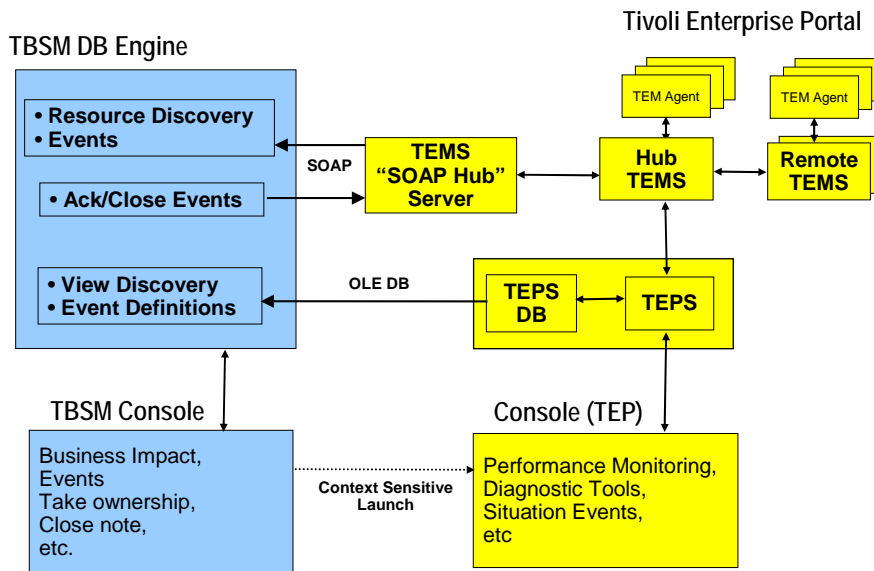 Tivoli Enterprise Portal
TBSM DB Engine
• Resource Discovery
• Events
SOAP
TEMS
“SOAP Hub”
Server
TEM Agent
TEM Agent
Hub
TEMS
Remote
TEMS
• Ack/Close Events
• View Discovery
• Event Definitions
OLE DB
TEPS
DB
TEPS
TBSM Console
Console (TEP)
Business Impact,
Events
Take ownership,
Close note,
etc.
Context Sensitive
Launch
Performance Monitoring,
Diagnostic Tools,
Situation Events,
etc